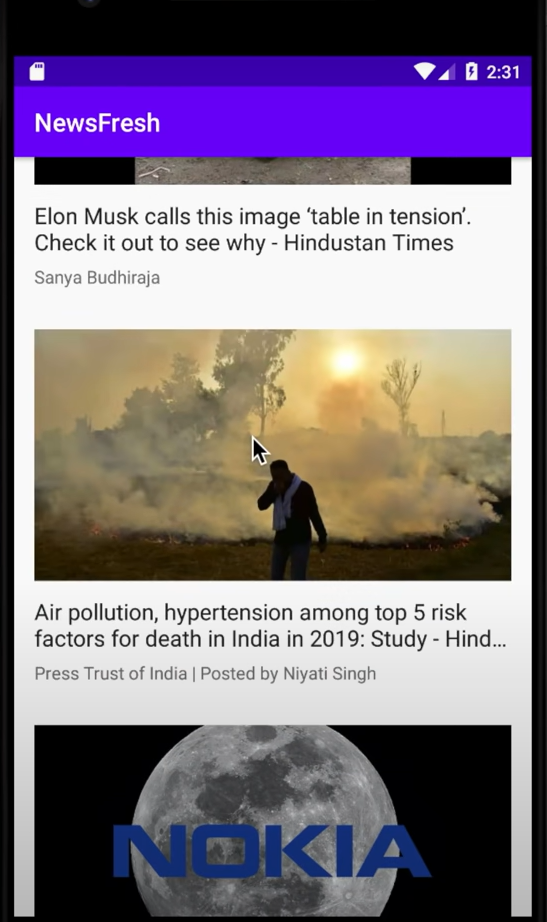 2:31
NewsFresh
Elon Musk calls this image ‘table in tension’.
Check it out to see why - Hindustan Times
Sanya Budhiraja
Air pollution, hypertension among top 5 risk
factors for death in India in 2019: Study - Hind...
Press Trust of India | Posted by Niyati Singh
NOKIA